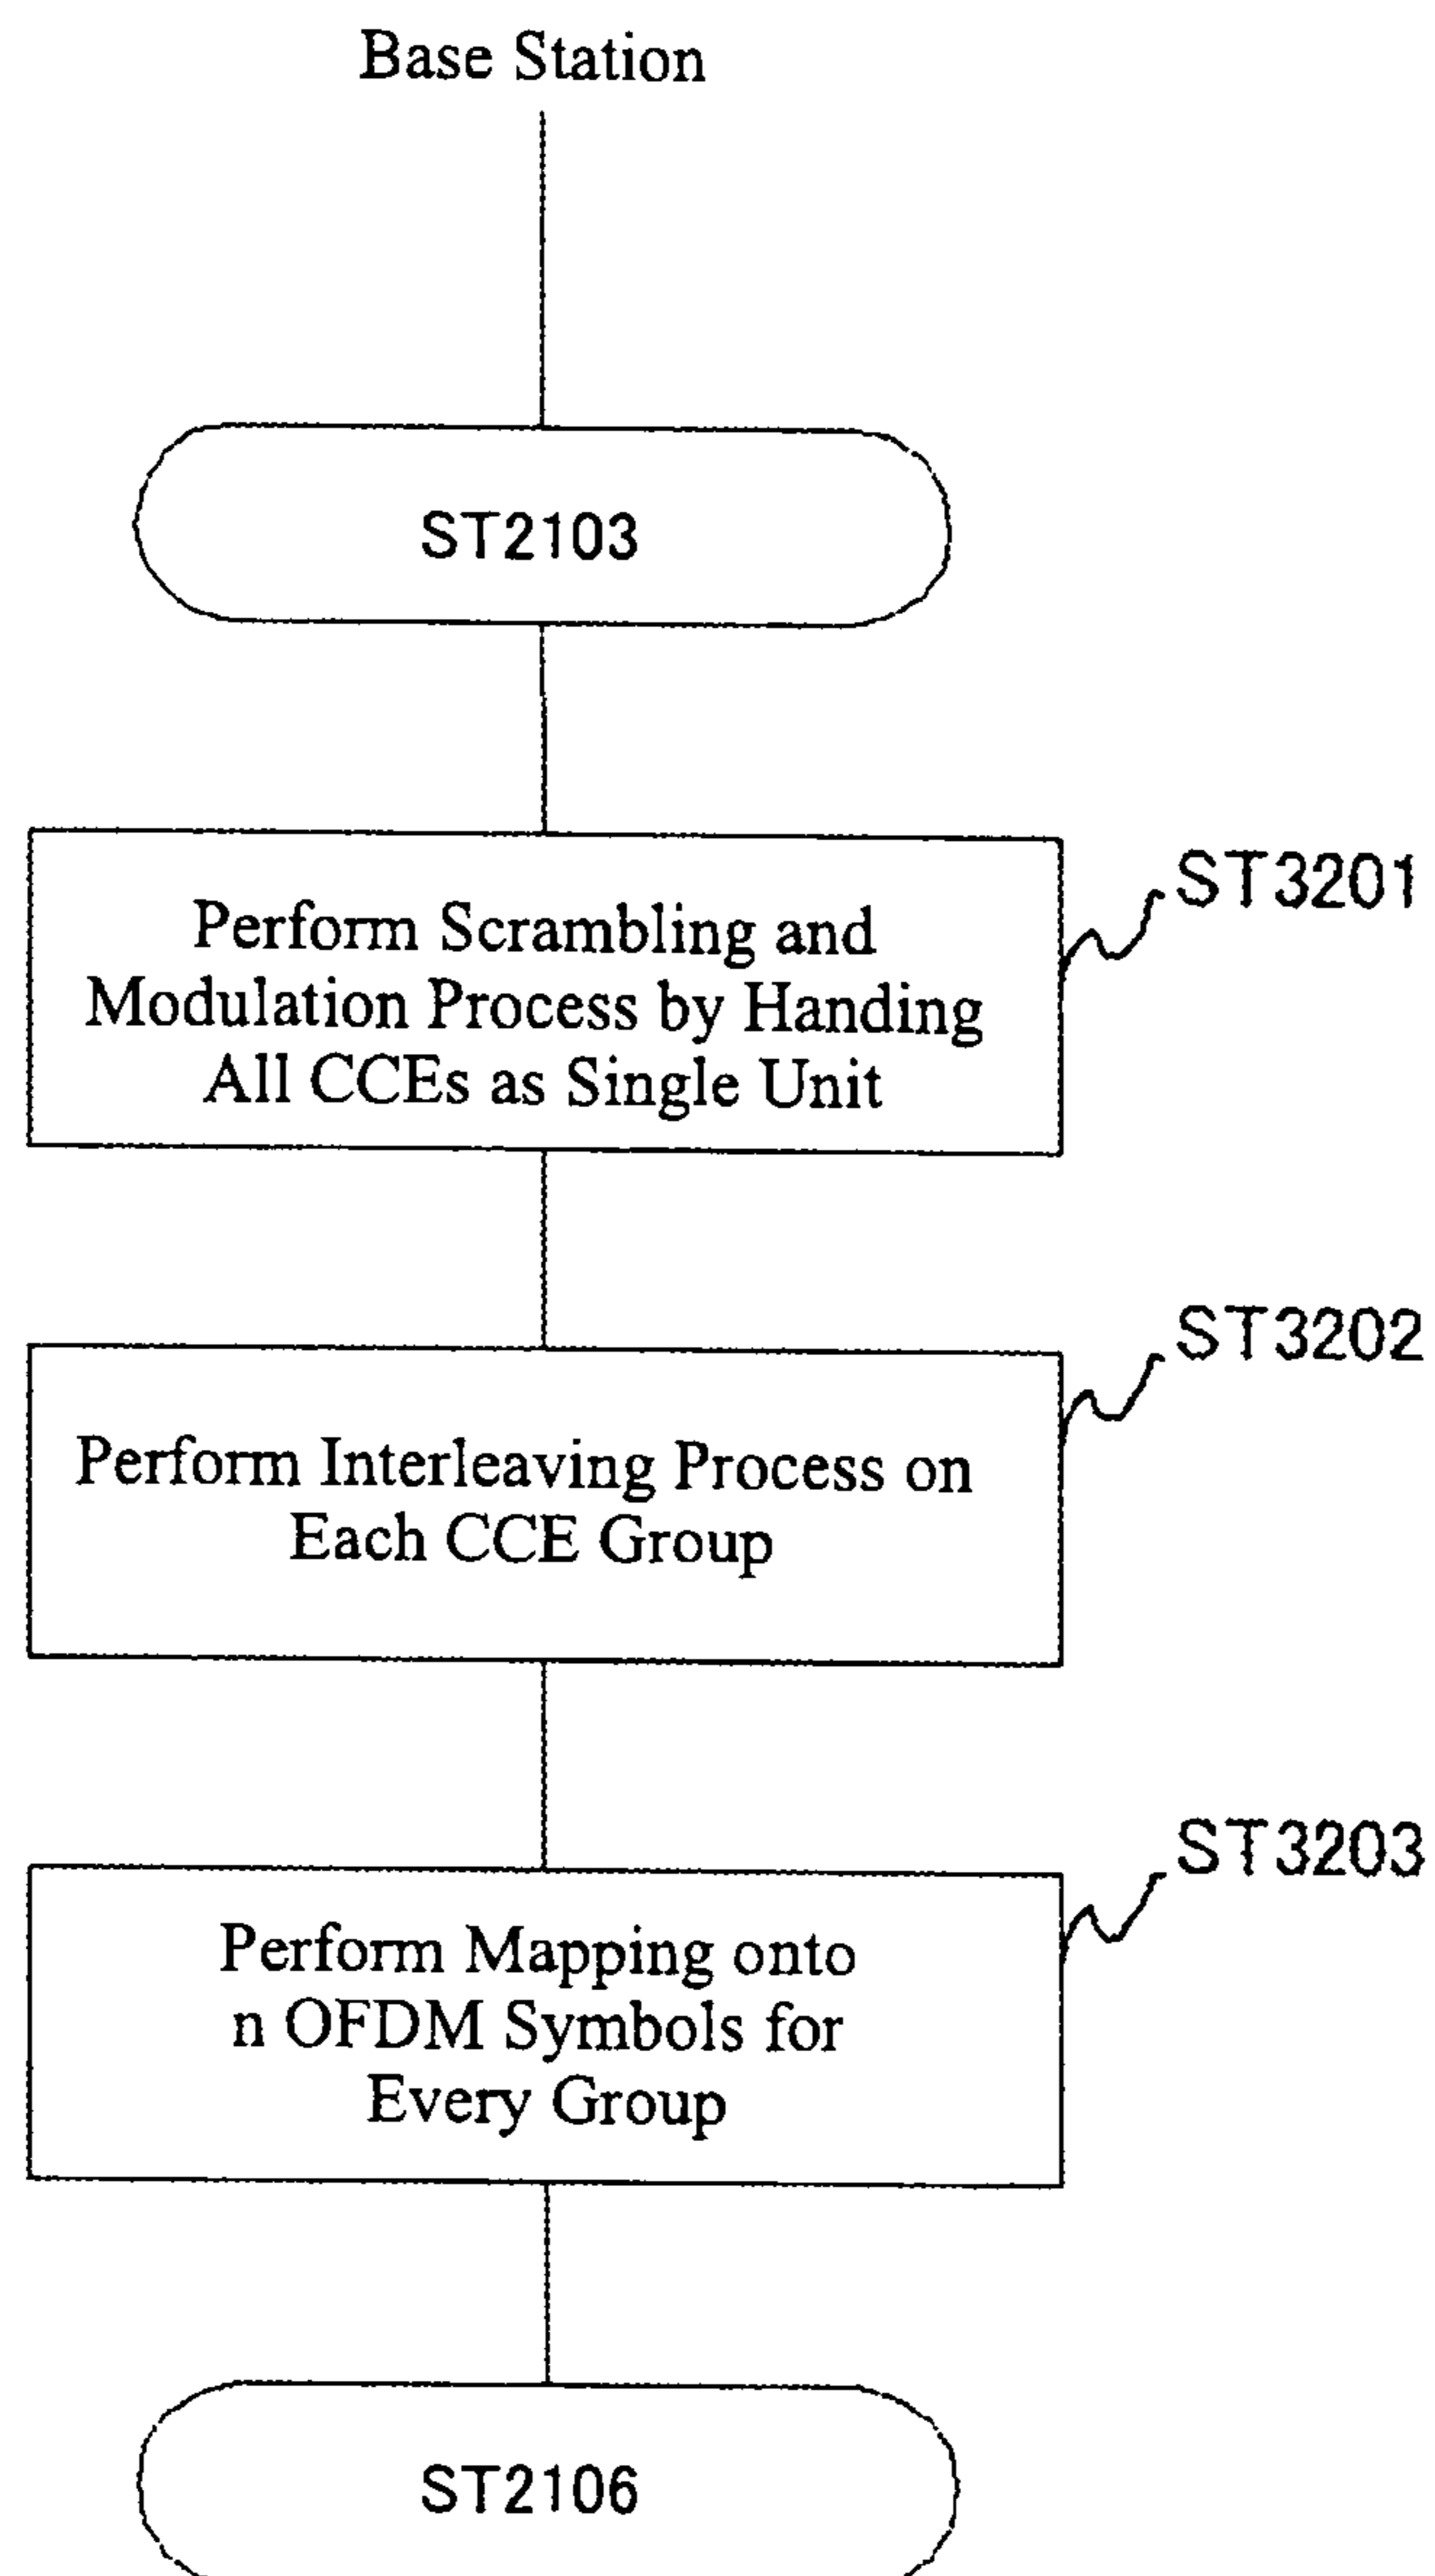 Base Station
ST2103
ST3201
Perform Scrambling and
Modulation Process by Handing
All CCEs as Single Unit
ST3202
Perform Interleaving Process on
Each CCE Group
ST3203
Perform Mapping onto
n OFDM Symbols for
Every Group
ST2106